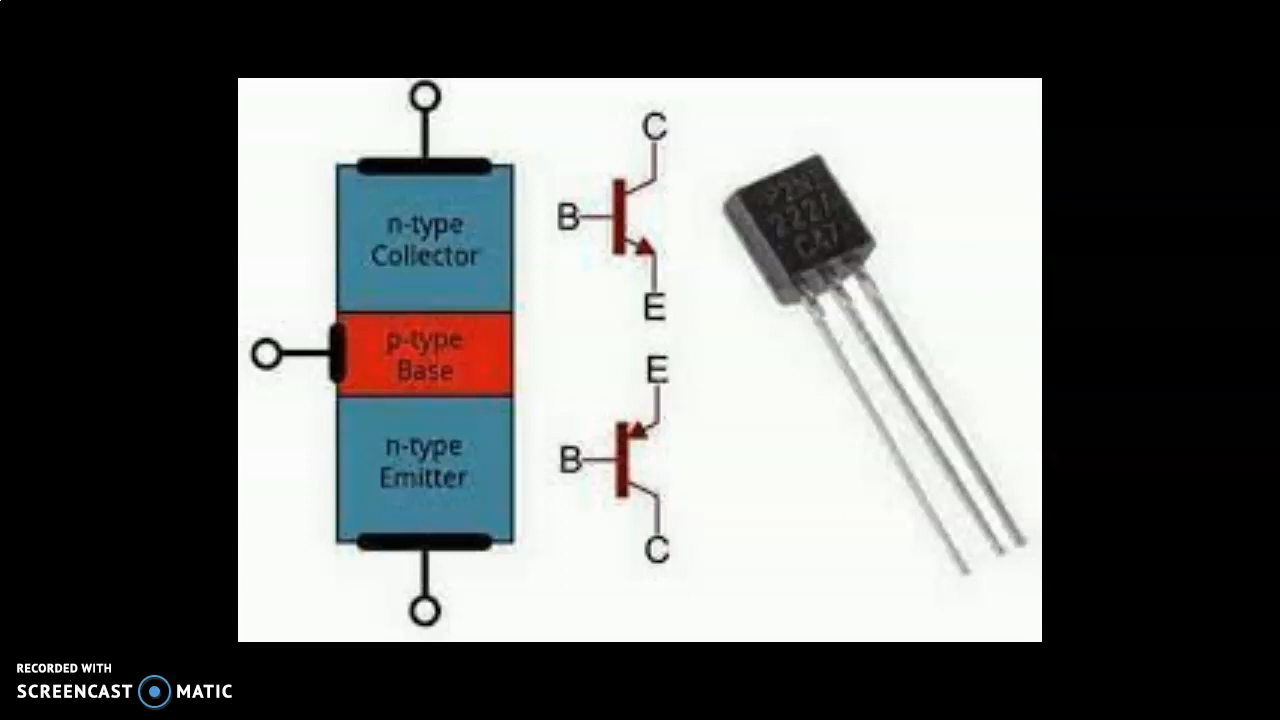 n-type
Collector
p-type
Base
n-type
Emitter
C
B
E
E
B
C
RECORDED WITH
SCREENCAST MATIC